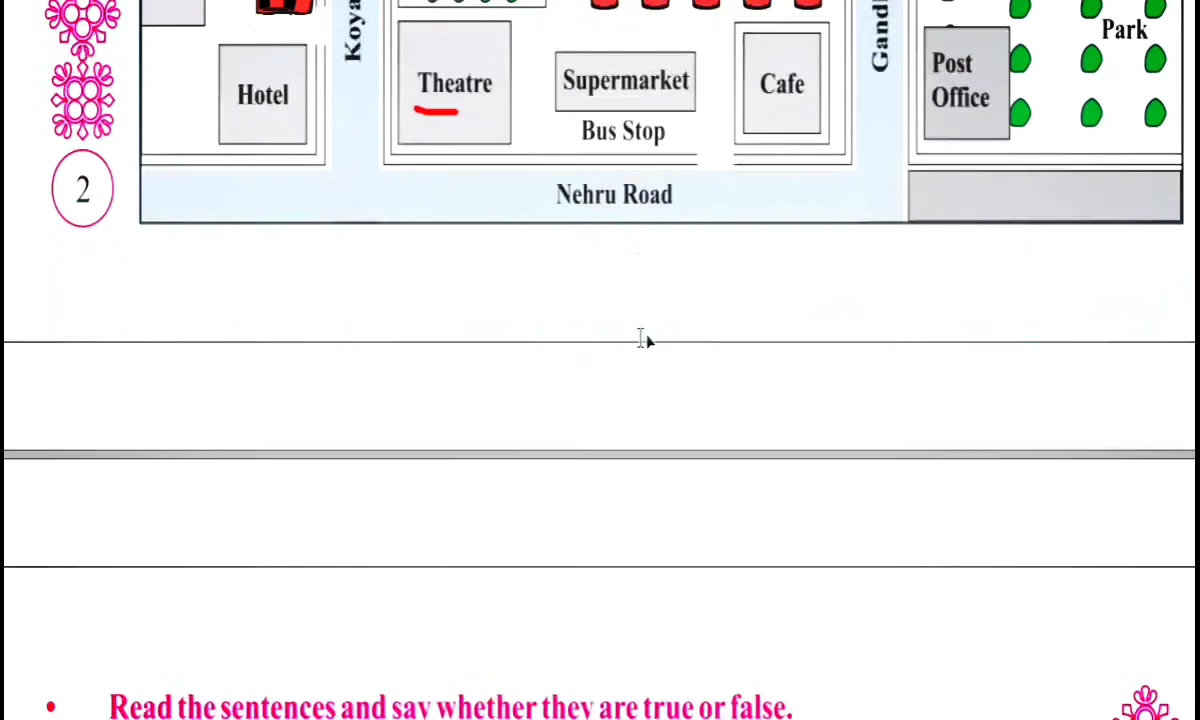 Koya
Gandh
Park
Hotel
Theatre
Supermarket
Cafe
Post
Office
Bus Stop
2
Nehru Road
• Read the sentences and say whether they are true or false.